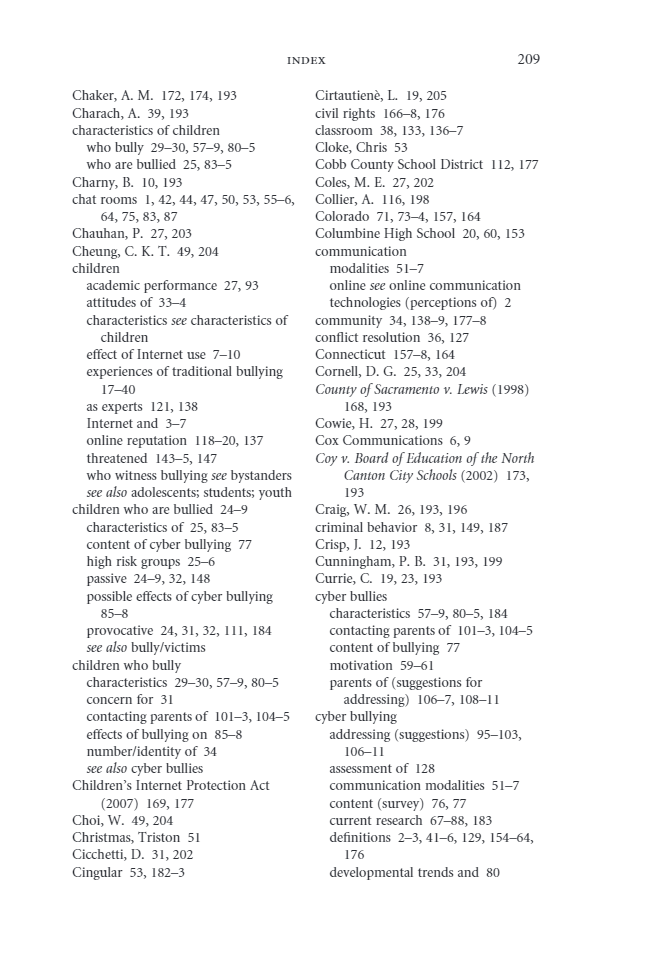 INDEX 209
Chaker, A. M. 172, 174, 193
Charach, A. 39, 193
characteristics of children
who bully 29–30, 57–9, 80–5
who are bullied 25, 83–5
Charny, B. 10, 193
chat rooms 1, 42, 44, 47, 50, 53, 55–6,
64, 75, 83, 87
Chauhan, P. 27, 203
Cheung, C. K. T. 49, 204
children
academic performance 27, 93
attitudes of 33–4
characteristics see characteristics of
children
effect of Internet use 7–10
experiences of traditional bullying
17–40
as experts 121, 138
Internet and 3–7
online reputation 118–20, 137
threatened 143–5, 147
who witness bullying see bystanders
see also adolescents; students; youth
children who are bullied 24–9
characteristics of 25, 83–5
content of cyber bullying 77
high risk groups 25–6
passive 24–9, 32, 148
possible effects of cyber bullying
85–8
provocative 24, 31, 32, 111, 184
see also bully/victims
children who bully
characteristics 29–30, 57–9, 80–5
concern for 31
contacting parents of 101–3, 104–5
effects of bullying on 85–8
number/identity of 34
see also cyber bullies
Children's Internet Protection Act
(2007) 169, 177
Choi, W. 49, 204
Christmas, Triston 51
Cicchetti, D. 31, 202
Cingular 53, 182–3
Cirtautienè, L. 19, 205
civil rights 166–8, 176
classroom 38, 133, 136–7
Cloke, Chris 53
Cobb County School District 112, 177
Coles, M. E. 27, 202
Collier, A. 116, 198
Colorado 71, 73–4, 157, 164
Columbine High School 20, 60, 153
communication
modalities 51–7
online see online communication
technologies (perceptions of) 2
community 34, 138–9, 177–8
conflict resolution 36, 127
Connecticut 157–8, 164
Cornell, D. G. 25, 33, 204
County of Sacramento v. Lewis (1998)
168, 193
Cowie, H. 27, 28, 199
Cox Communications 6, 9
Coy v. Board of Education of the North
Canton City Schools (2002) 173,
193
Craig, W. M. 26, 193, 196
criminal behavior 8, 31, 149, 187
Crisp, J. 12, 193
Cunningham, P. B. 31, 193, 199
Currie, C. 19, 23, 193
cyber bullies
characteristics 57–9, 80–5, 184
contacting parents of 101–3, 104–5
content of bullying 77
motivation 59–61
parents of (suggestions for
addressing) 106–7, 108–11
cyber bullying
addressing (suggestions) 95–103,
106–11
assessment of 128
communication modalities 51–7
content (survey) 76, 77
current research 67–88, 183
definitions 2–3, 41–6, 129, 154–64,
176
developmental trends and 80